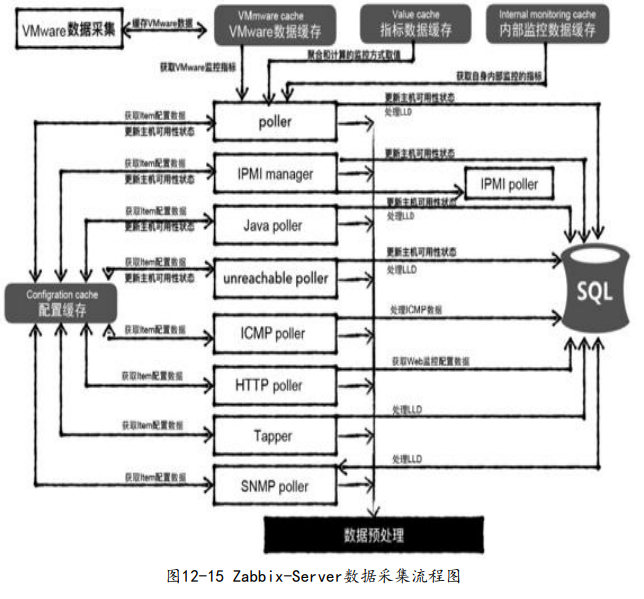 VMware数据采集
缓存VMware数据
VMmware cache
VMware数据缓存
Value cache
指标数据缓存
Internal monitoring cache
内部监控数据缓存
获取VMware监控指标
聚合和计算的监控方式取值
获取自身内部监控的指标
获取Item配置数据
更新主机可用性状态
poller
更新主机可用性状态
处理LLD
获取Item配置数据
更新主机可用性状态
IPMI manager
更新主机可用性状态
IPMI poller
获取Item配置数据
更新主机可用性状态
Java poller
更新主机可用性状态
处理LLD
获取Item配置数据
更新主机可用性状态
unreachable poller
更新主机可用性状态
处理LLD
Configration cache
配置缓存
SQL
获取Item配置数据
ICMP poller
处理ICMP数据
获取Item配置数据
HTTP poller
获取Web监控配置数据
获取Item配置数据
Tapper
处理LLD
获取Item配置数据
SNMP poller
处理LLD
数据预处理
图12-15 Zabbix-Server数据采集流程图